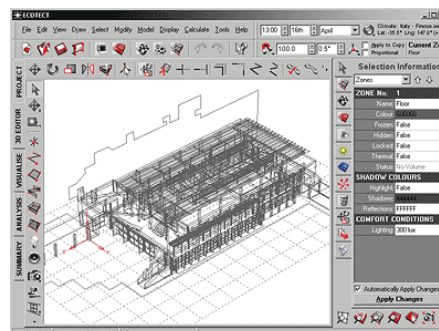 ECOTECT
File Edit View Draw Select Modify Model Display Calculate Tools Help
13:00 16th April
Climate: Italy - Firenze
100.0 0.5°
Apply to Copy
Proportional
Current Zo
Floor
PROJECT
3D EDITOR
VISUALISE
ANALYSIS
SUMMARY
Selection Information
Zones
ZONE No. 1
Name Floor
Colour
Frozen False
Hidden False
Locked False
Thermal False
Status No Volume
SHADOW COLOURS
Highlight False
Shadows
Reflections FFFFFF
COMFORT CONDITIONS
Lighting 300 lux
Automatically Apply Changes
Apply Changes